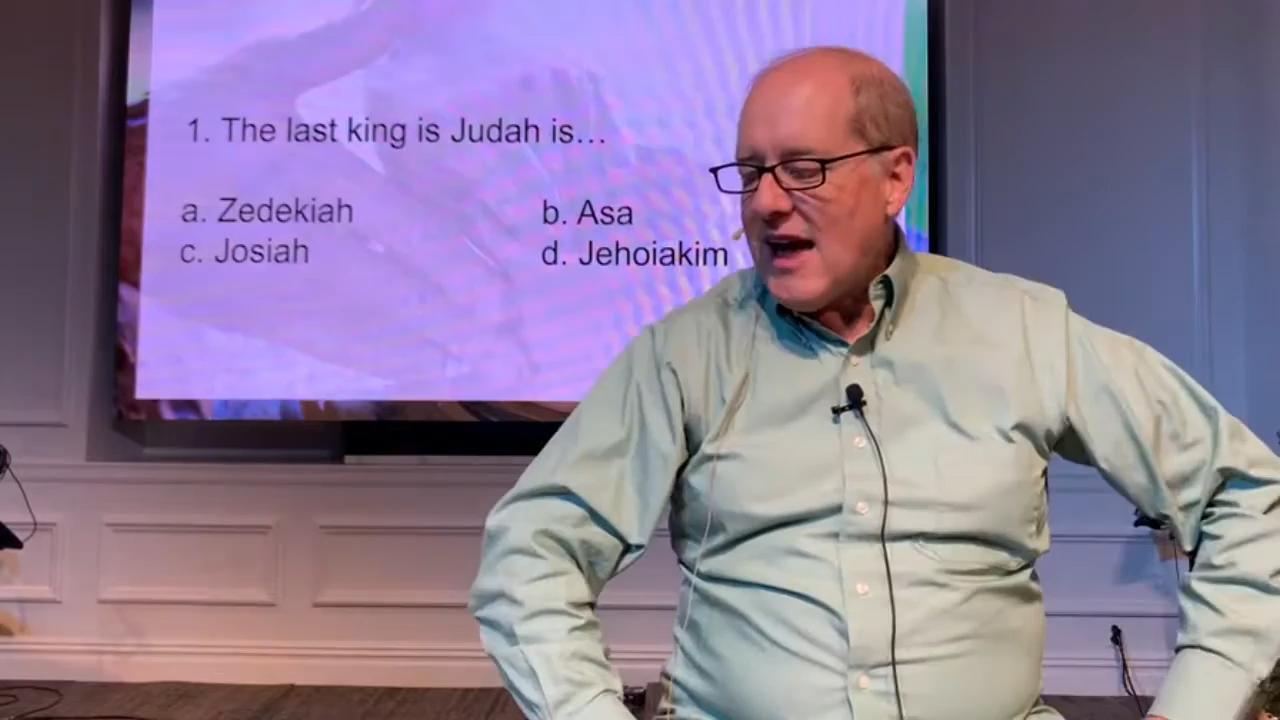 1. The last king is Judah is...
a. Zedekiah b. Asa
c. Josiah d. Jehoiakim